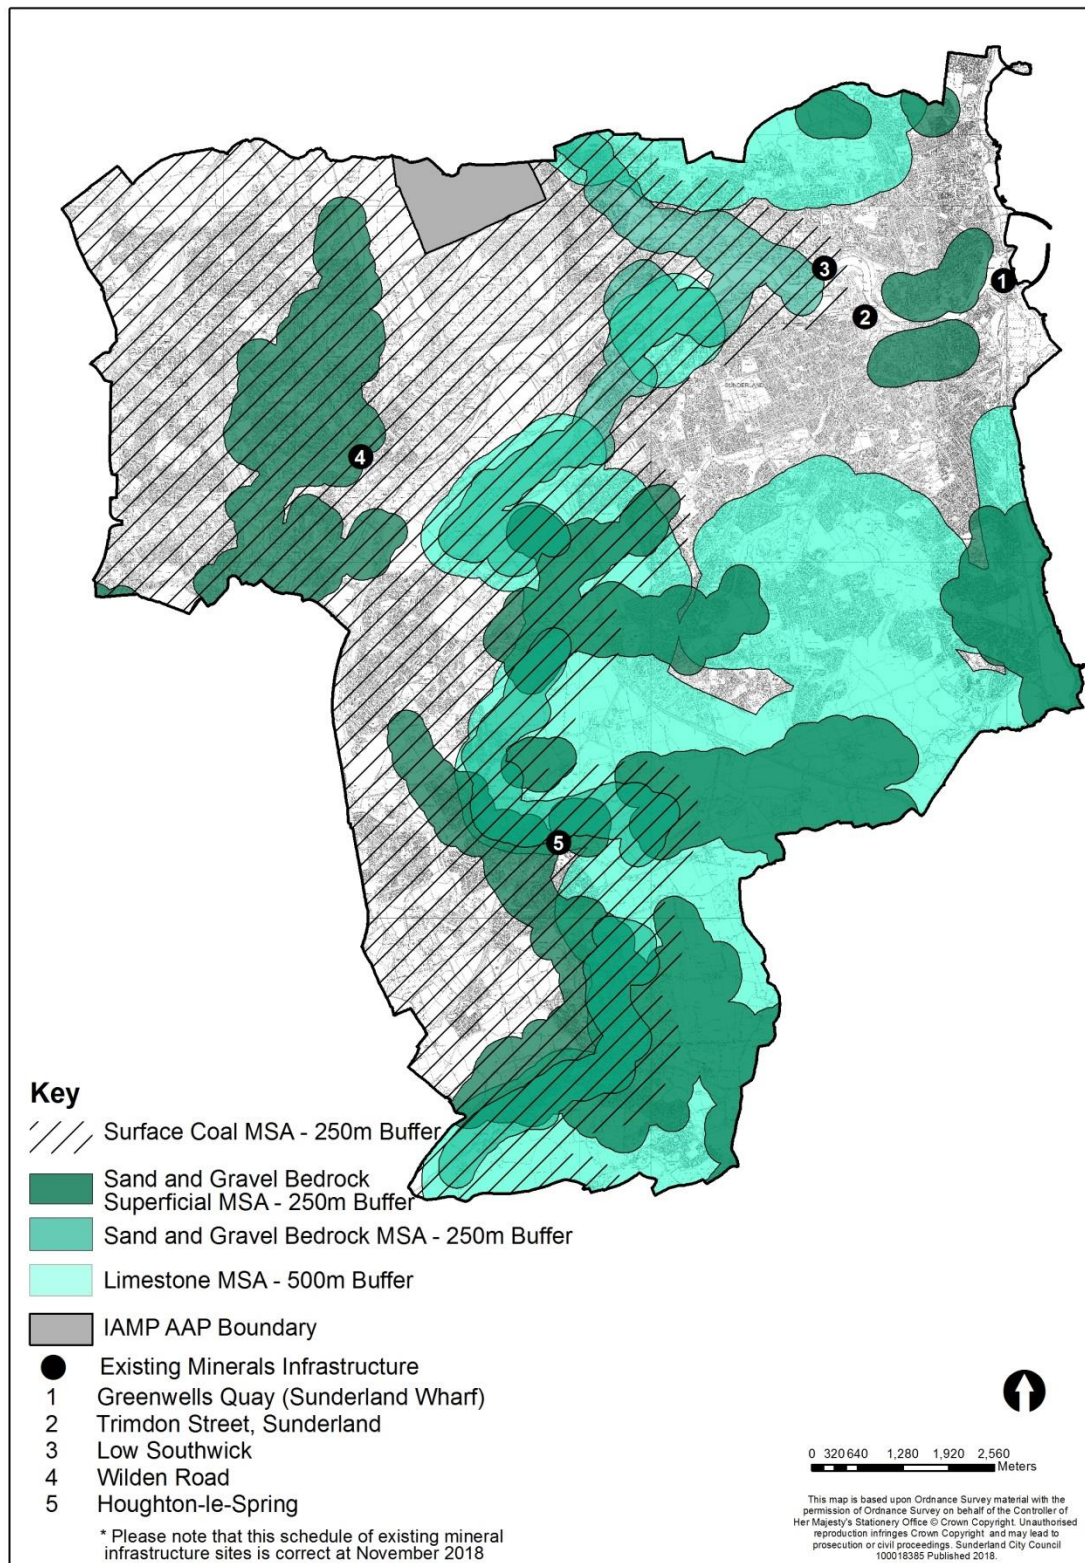 SUNDERLAND
1
2
3
4
5
Key
Surface Coal MSA - 250m Buffer
Sand and Gravel Bedrock
Superficial MSA - 250m Buffer
Sand and Gravel Bedrock MSA - 250m Buffer
Limestone MSA - 500m Buffer
IAMP AAP Boundary
Existing Minerals Infrastructure
1 Greenwells Quay (Sunderland Wharf)
2 Trimdon Street, Sunderland
3 Low Southwick
4 Wilden Road
5 Houghton-le-Spring
* Please note that this schedule of existing mineral
infrastructure sites is correct at November 2018
0 320 640 1,280 1,920 2,560
Meters
This map is based upon Ordnance Survey material with the
permission of Ordnance Survey on behalf of the Controller of
Her Majesty's Stationery Office © Crown Copyright. Unauthorised
reproduction infringes Crown Copyright and may lead to
prosecution or civil proceedings. Sunderland City Council
100018385 Published 2018.